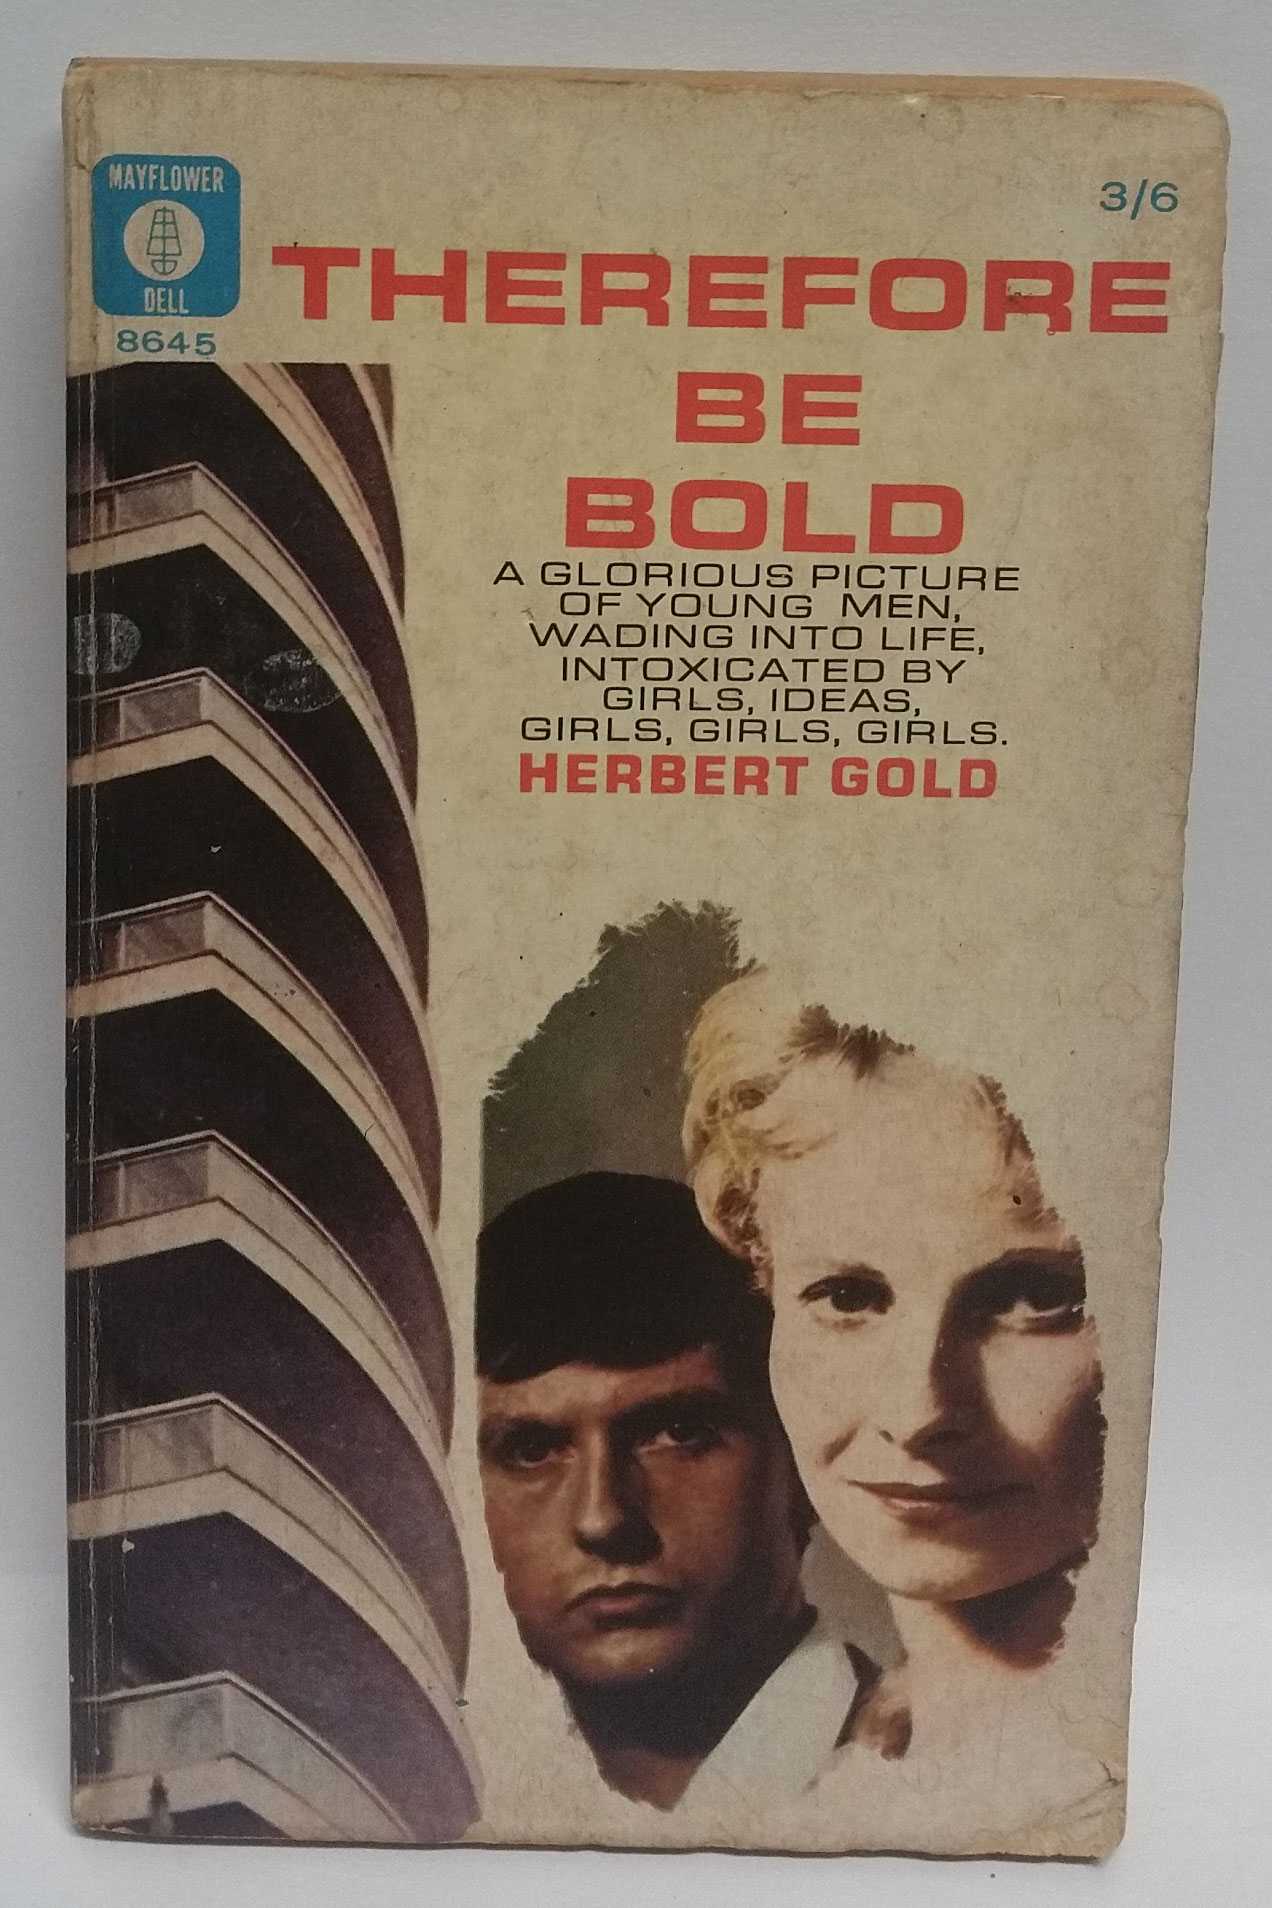 MAYFLOWER
DELL
8645
3/6
THEREFORE
BE
BOLD
A GLORIOUS PICTURE
OF YOUNG MEN,
WADING INTO LIFE,
INTOXICATED BY
GIRLS, IDEAS,
GIRLS, GIRLS, GIRLS.
HERBERT GOLD